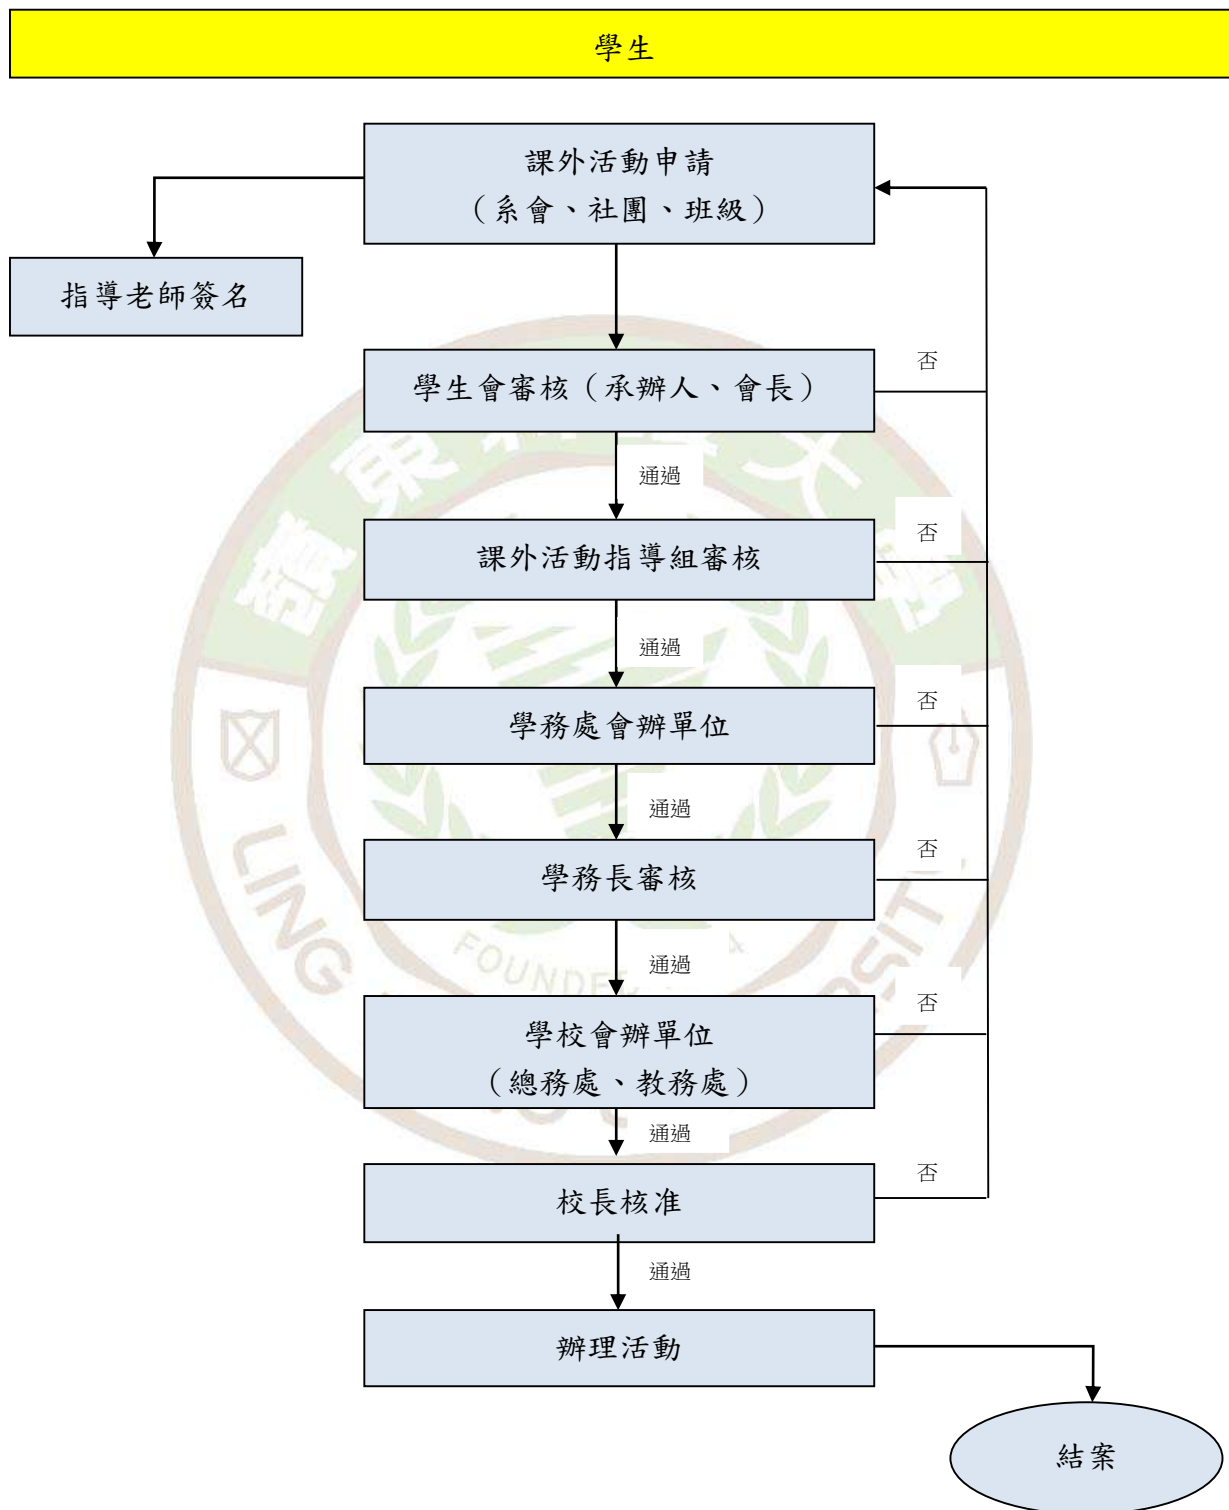 學生
課外活動申請
（系會、社團、班級）
指導老師簽名
學生會審核（承辦人、會長）
否
通過
課外活動指導組審核
否
通過
學務處會辦單位
否
通過
學務長審核
否
通過
學校會辦單位
（總務處、教務處）
否
通過
校長核准
否
通過
辦理活動
結案